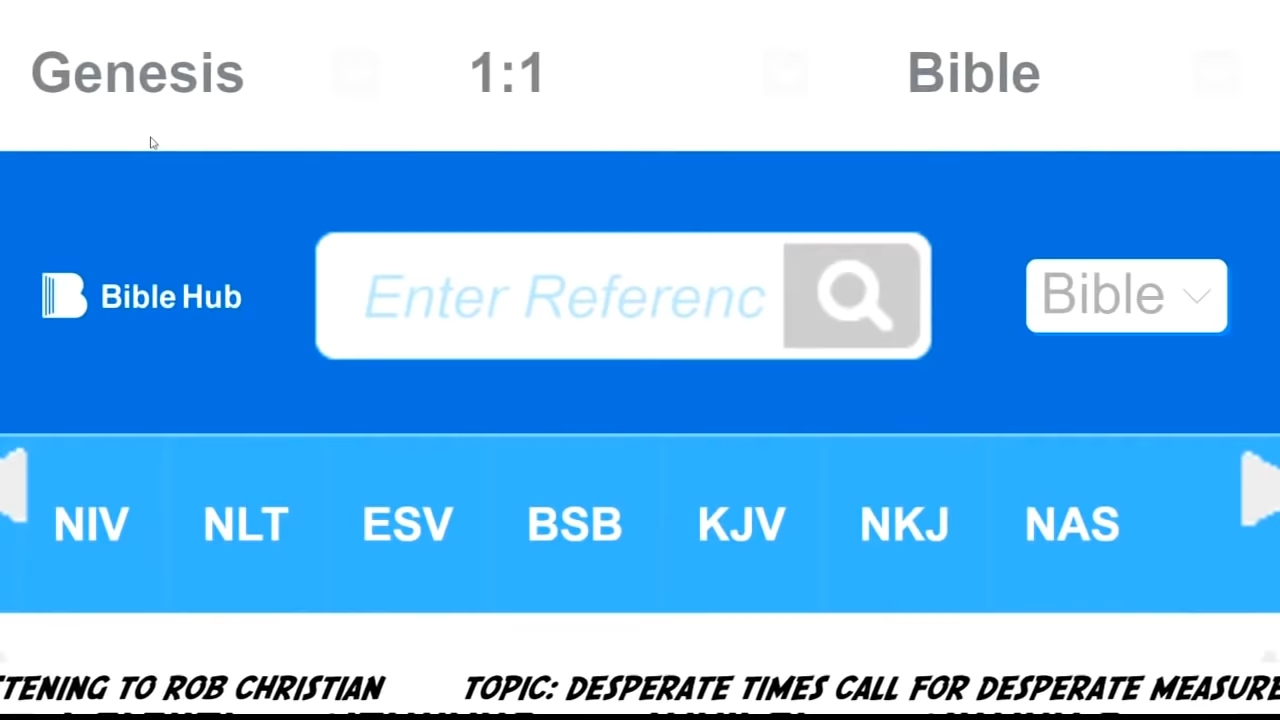 Genesis 1:1 Bible
Bible Hub Enter Referenc Bible
NIV NLT ESV BSB KJV NKJ NAS
TENING TO ROB CHRISTIAN TOPIC: DESPERATE TIMES CALL FOR DESPERATE MEASURE